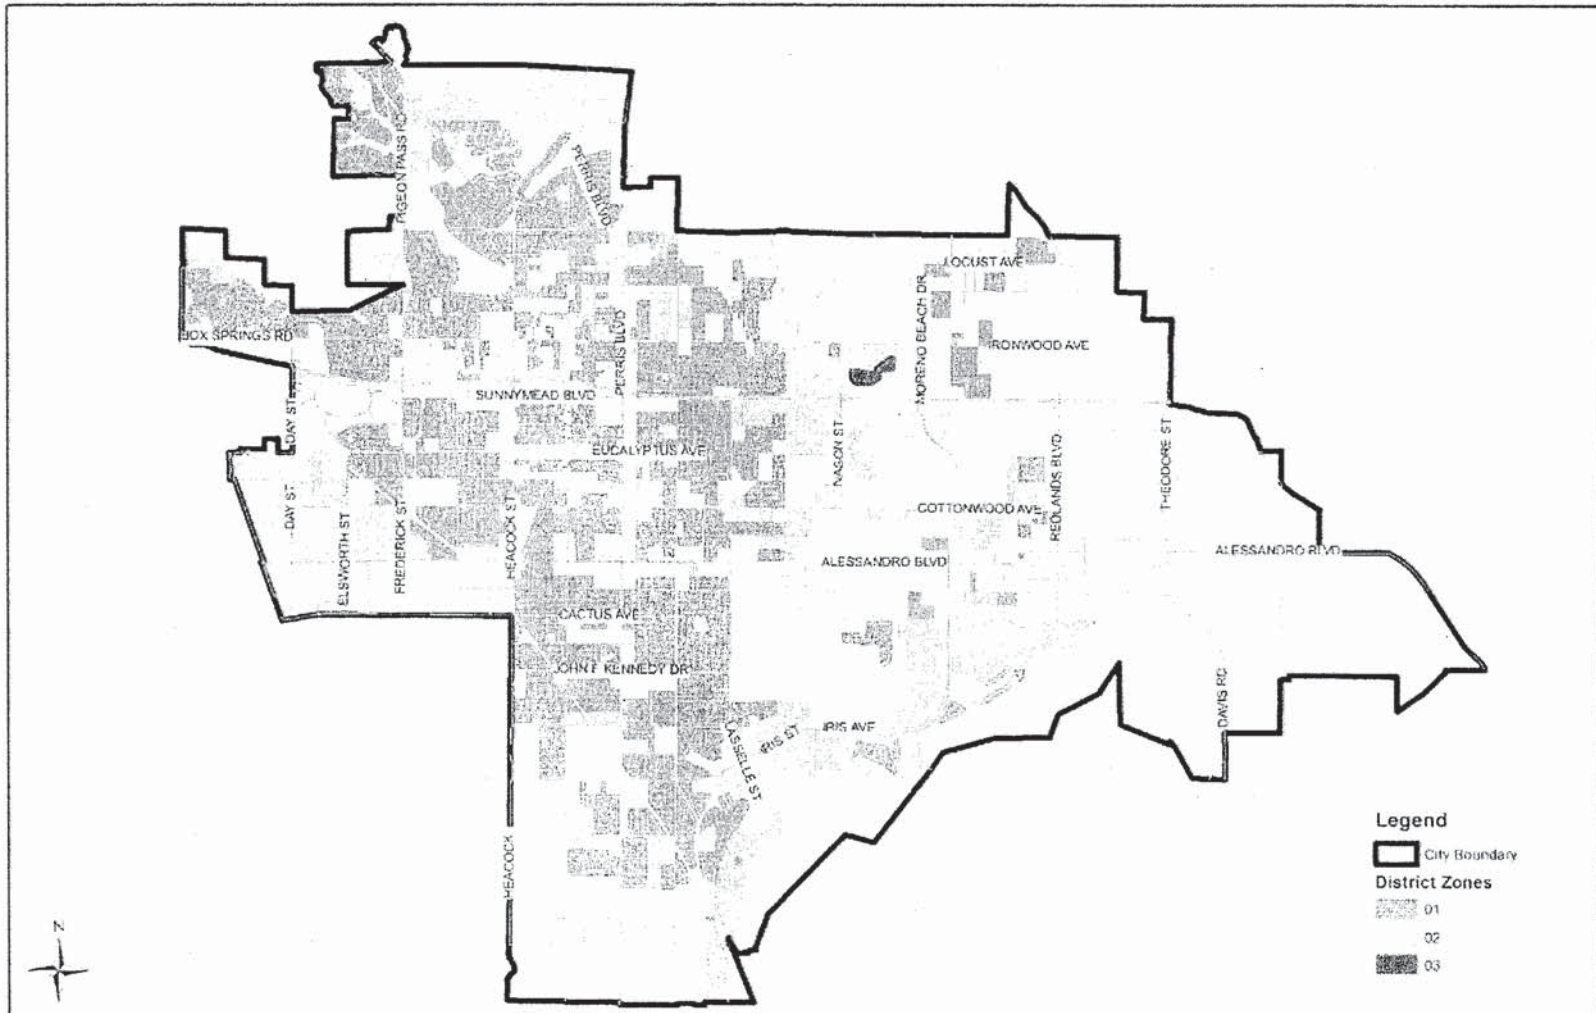 PIGEON PASS RD
PERRIS BLVD
LOCUST AVE
BOX SPRINGS RD
MORENO BEACH DR
PERRIS BLVD
IRONWOOD AVE
SUNNYMEAD BLVD
DAY ST
EUCALYPTUS AVE
NASON ST
REDLANDS BLVD
THEODORE ST
DAY ST
ELSWORTH ST
FREDERICK ST
HEACOCK ST
COTTONWOOD AVE
ALESSANDRO BLVD
ALESSANDRO BLVD
CACTUS AVE
JOHN F KENNEDY DR
DAVIS RD
LASSELLE ST
IRIS ST
IRIS AVE
HEACOCK
Legend
City Boundary
District Zones
01
02
03
N